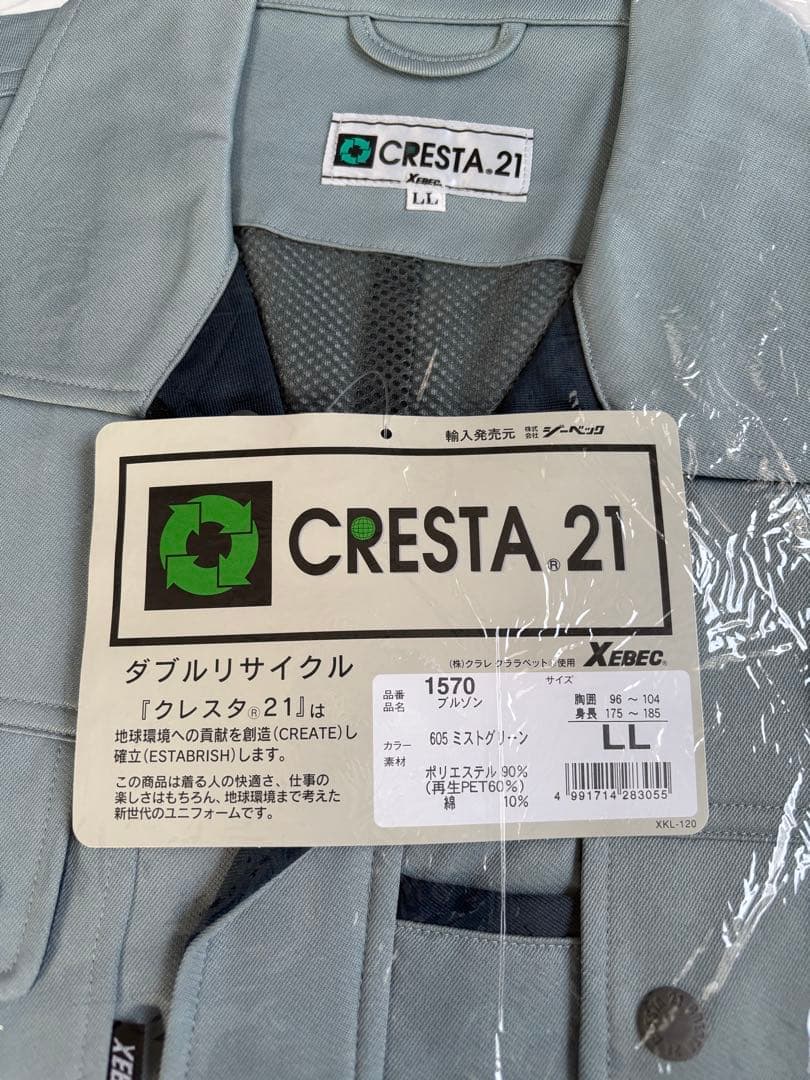 CRESTA®21
XEBEC®
LL
輸入発売元 株式会社 ジーベック
CRESTA®21
ダブルリサイクル
『クレスタ®21』は
地球環境への貢献を創造(CREATE)し
確立(ESTABRISH)します。
この商品は着る人の快適さ、仕事の
楽しさはもちろん、地球環境まで考えた
新世代のユニフォームです。
(株)クラレ クララペット®使用 XEBEC®
品番 1570
品名 ブルゾン
カラー 605 ミストグリーン
素材 ポリエステル 90%
(再生PET60%)
綿 10%
サイズ
胸囲 96 ~ 104
身長 175 ~ 185
LL
4 991714 283055
XKL-120
XEB